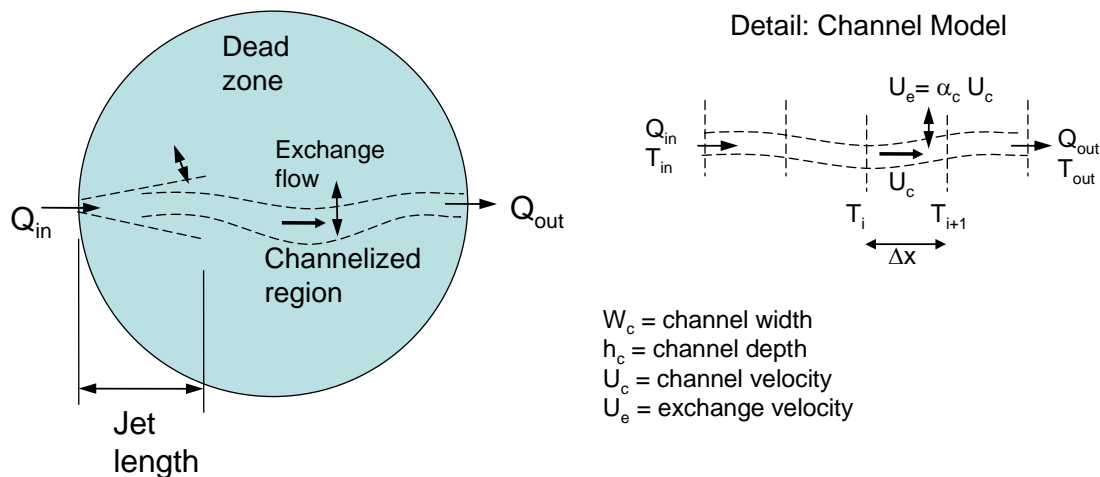 Dead
zone
Exchange
flow
Q_in
Q_out
Channelized
region
Jet
length
Detail: Channel Model
U_e= α_c U_c
Q_in
T_in
Q_out
T_out
U_c
T_i
T_i+1
Δx
W_c = channel width
h_c = channel depth
U_c = channel velocity
U_e = exchange velocity